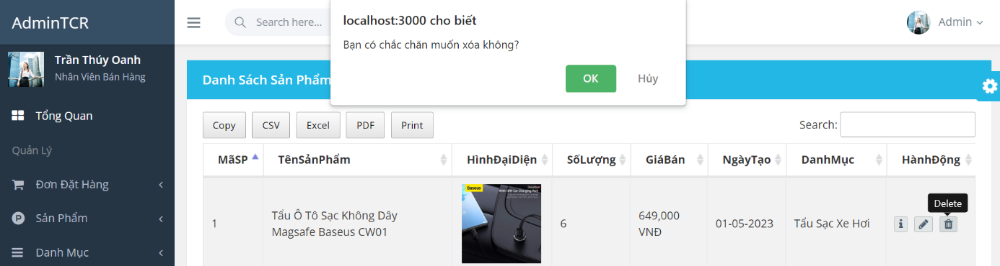 AdminTCR
Search here...
localhost:3000 cho biết
Bạn có chắc chăn muốn xóa không?
OK
Hủy
Admin
Trần Thúy Oanh
Nhân Viên Bán Hàng
Tổng Quan
Quản Lý
Đơn Đặt Hàng
Sản Phẩm
Danh Mục
Danh Sách Sản Phẩm
Copy
CSV
Excel
PDF
Print
Search:
MãSP
TênSảnPhẩm
HìnhĐạiDiện
SốLượng
GiáBán
NgàyTạo
DanhMục
HànhĐộng
1
Tẩu Ô Tô Sạc Không Dây
Magsafe Baseus CW01
Baseus
6
649,000
VNĐ
01-05-2023
Tẩu Sạc Xe Hơi
Delete